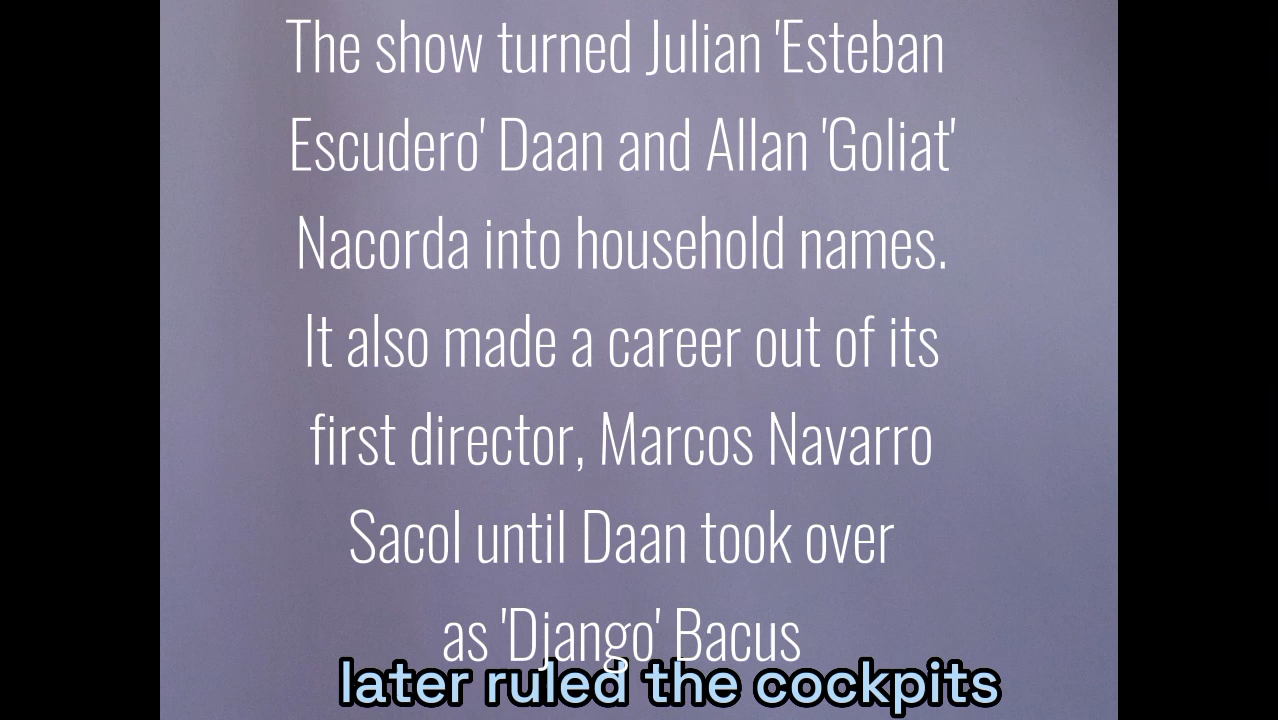 The show turned Julian 'Esteban
Escudero' Daan and Allan 'Goliat'
Nacorda into household names.
It also made a career out of its
first director, Marcos Navarro
Sacol until Daan took over
as 'Django' Bacus
later ruled the cockpits